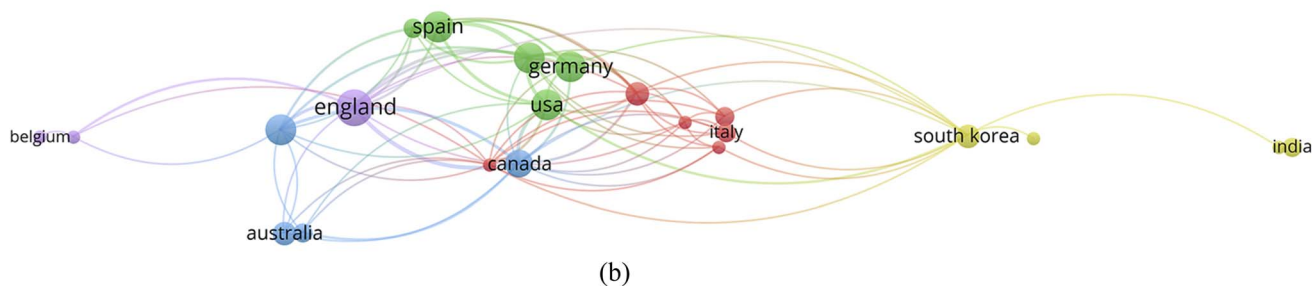 spain
germany
england
usa
belgium
italy
south korea
india
canada
australia
(b)